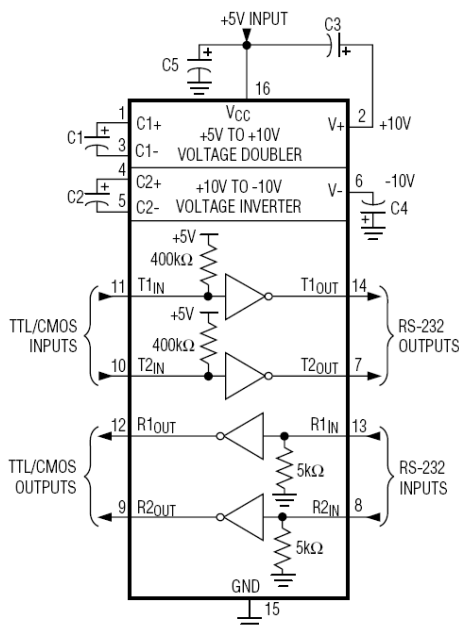 +5V INPUT
C3
C5
16
1
C1+
VCC
V+
2
+10V
C1
3
C1-
+5V TO +10V
VOLTAGE DOUBLER
4
C2+
+10V TO -10V
V-
6
-10V
C2
5
C2-
VOLTAGE INVERTER
C4
+5V
400kΩ
11
T1IN
T1OUT
14
TTL/CMOS
INPUTS
+5V
400kΩ
RS-232
OUTPUTS
10
T2IN
T2OUT
7
12
R1OUT
R1IN
13
TTL/CMOS
OUTPUTS
5kΩ
RS-232
INPUTS
9
R2OUT
R2IN
8
5kΩ
GND
15